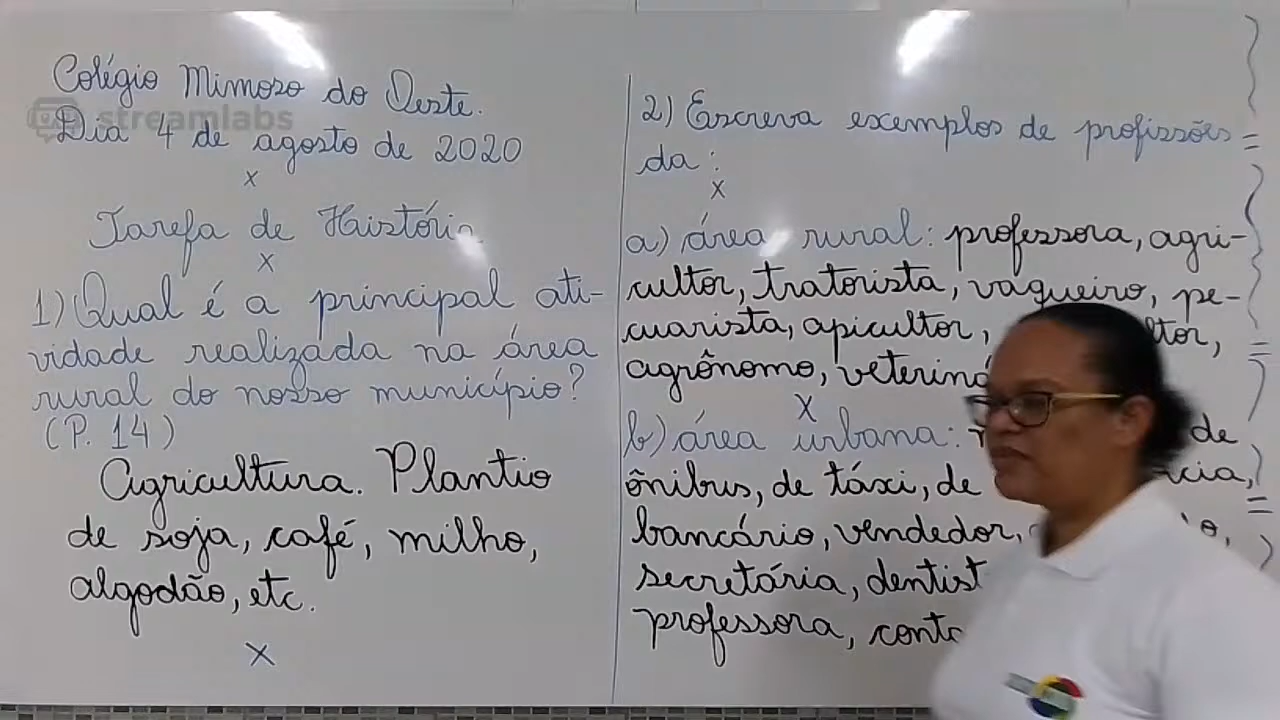 Colégio Mimoso do Oeste.
streamlabs
Dia 4 de agosto de 2020
x
Tarefa de Haistória
x
1) Qual é a principal ati-
vidade realizada na área
rural do nosso município?
(P. 14)
Agricultura. Plantio
de soja, café, milho,
algodão, etc.
x
2) Escreva exemplos de profissões
da:
x
a) área rural: professora, agri-
cultor, tratorista, vaqueiro, pe-
cuarista, apicultor,
agrônomo,
x
b) área urbana: de
ônibus, de táxi, de
bancário, vendedor,
secretária,
professora,